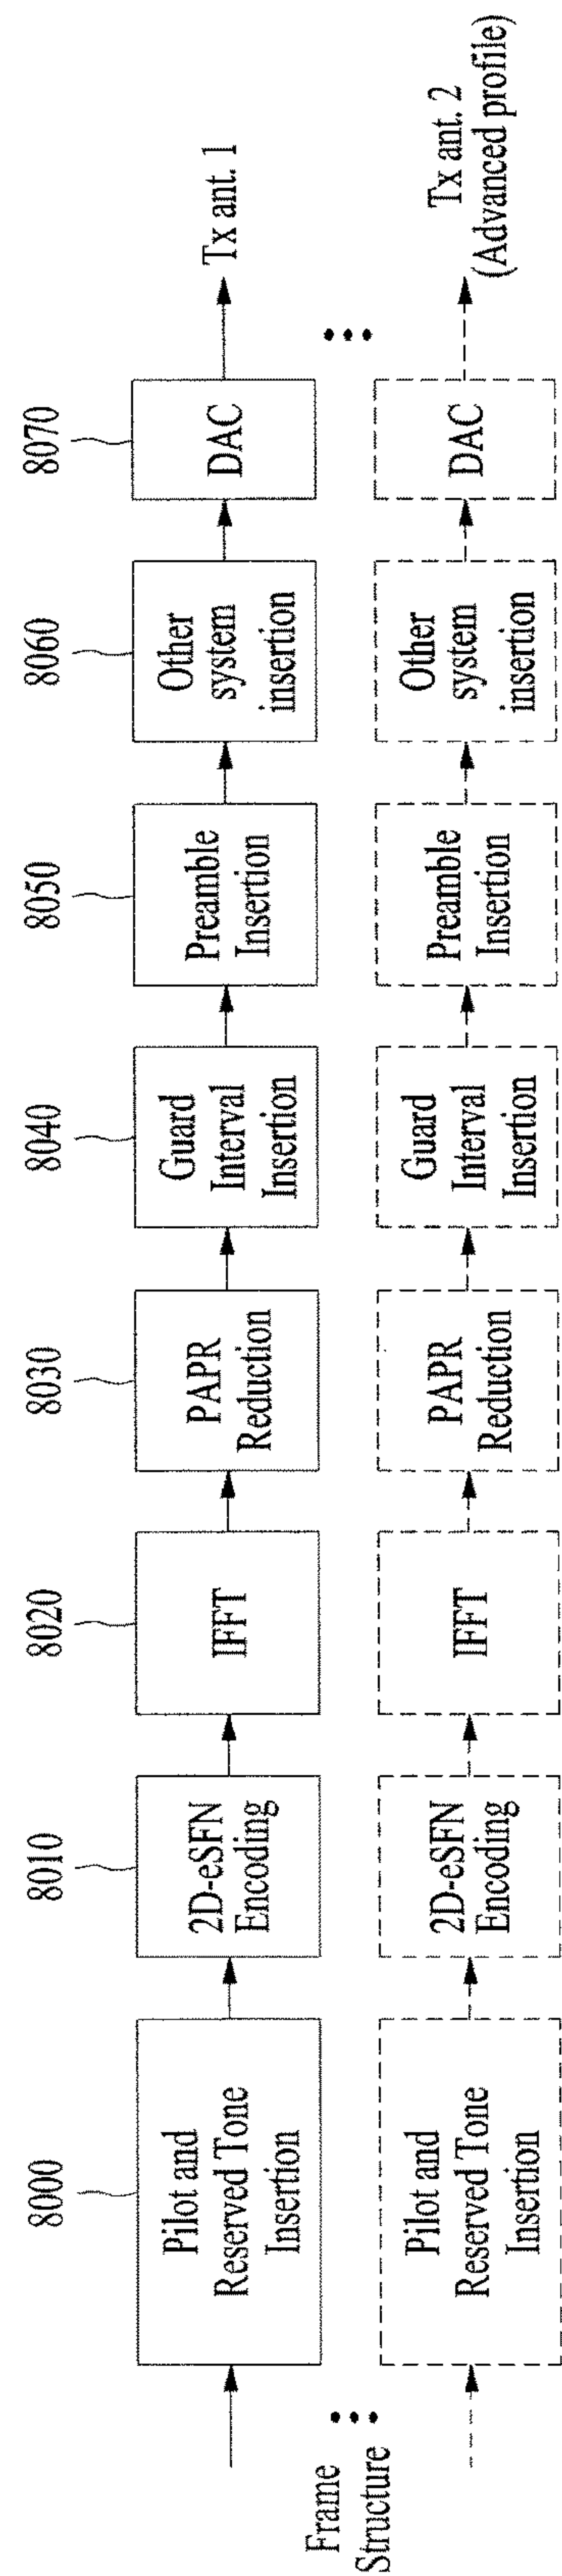 8000
8010
8020
8030
8040
8050
8060
8070
Pilot and
Reserved Tone
Insertion
2D-eSFN
Encoding
IFFT
PAPR
Reduction
Guard
Interval
Insertion
Preamble
Insertion
Other
system
insertion
DAC
Tx ant. 1
Frame
Structure
Pilot and
Reserved Tone
Insertion
2D-eSFN
Encoding
IFFT
PAPR
Reduction
Guard
Interval
Insertion
Preamble
Insertion
Other
system
insertion
DAC
Tx ant. 2
(Advanced profile)